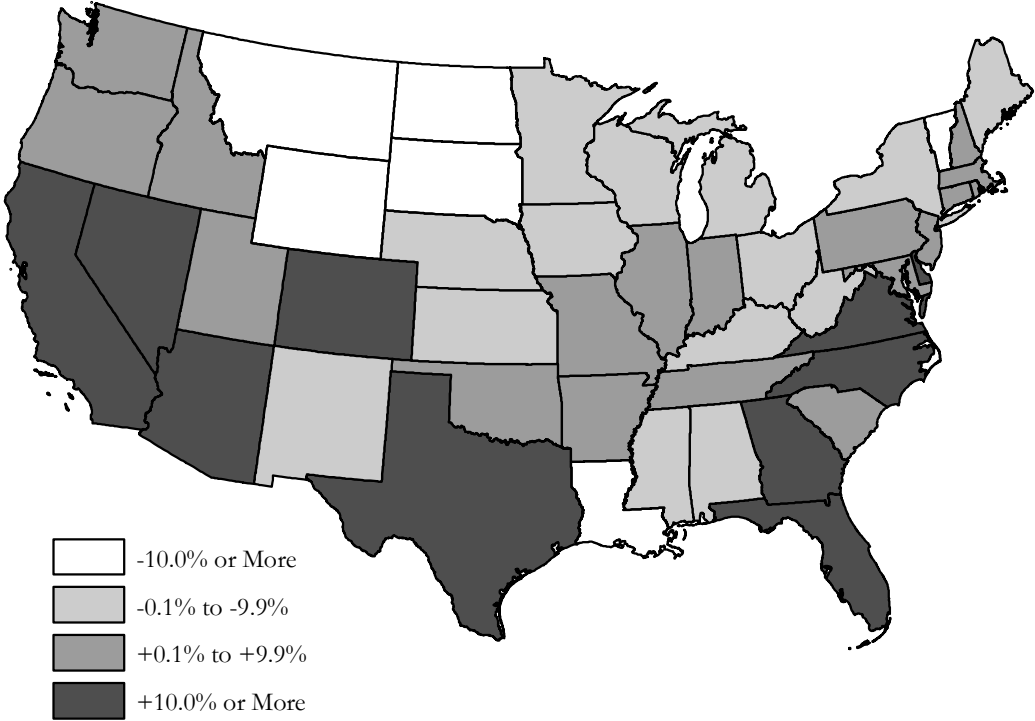 -10.0% or More
-0.1% to -9.9%
+0.1% to +9.9%
+10.0% or More